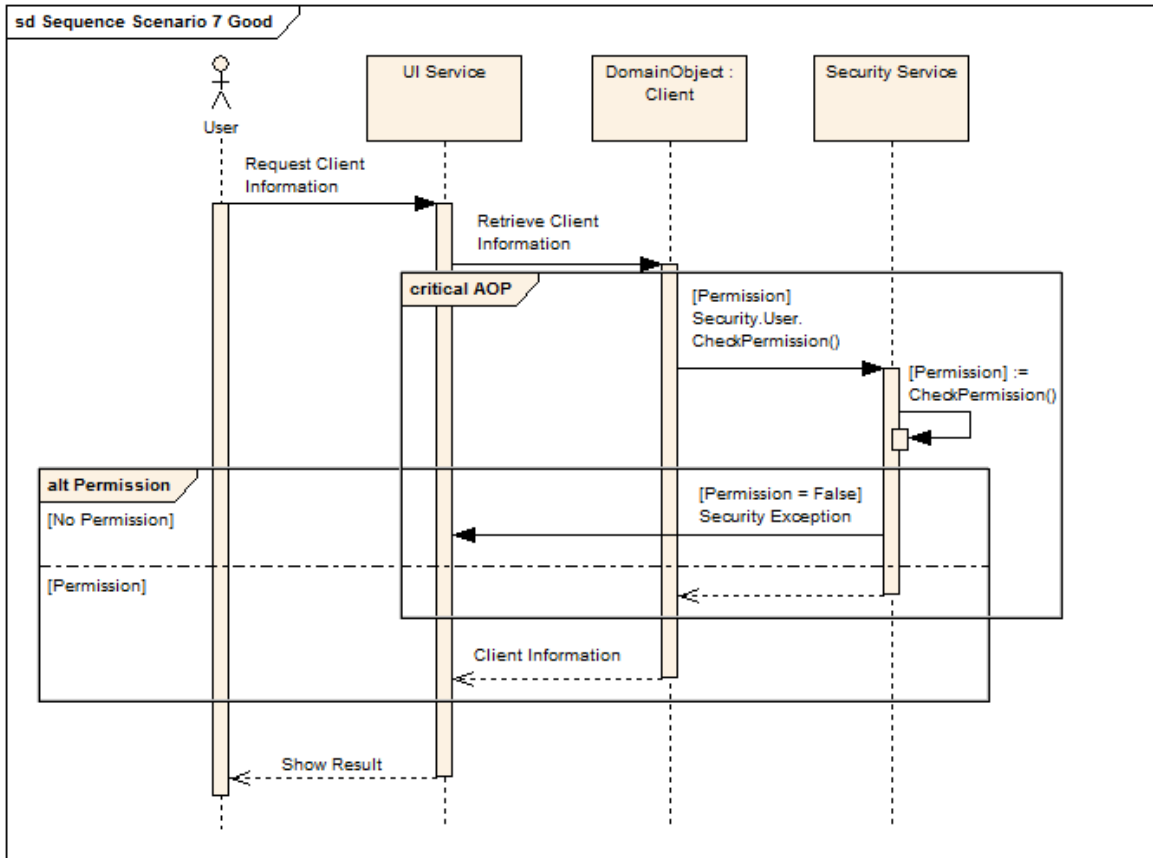 sd Sequence Scenario 7 Good
User
UI Service
DomainObject :
Client
Security Service
Request Client
Information
Retrieve Client
Information
critical AOP
[Permission]
Security.User.
CheckPermission()
[Permission] :=
CheckPermission()
alt Permission
[No Permission]
[Permission = False]
Security Exception
[Permission]
Client Information
Show Result